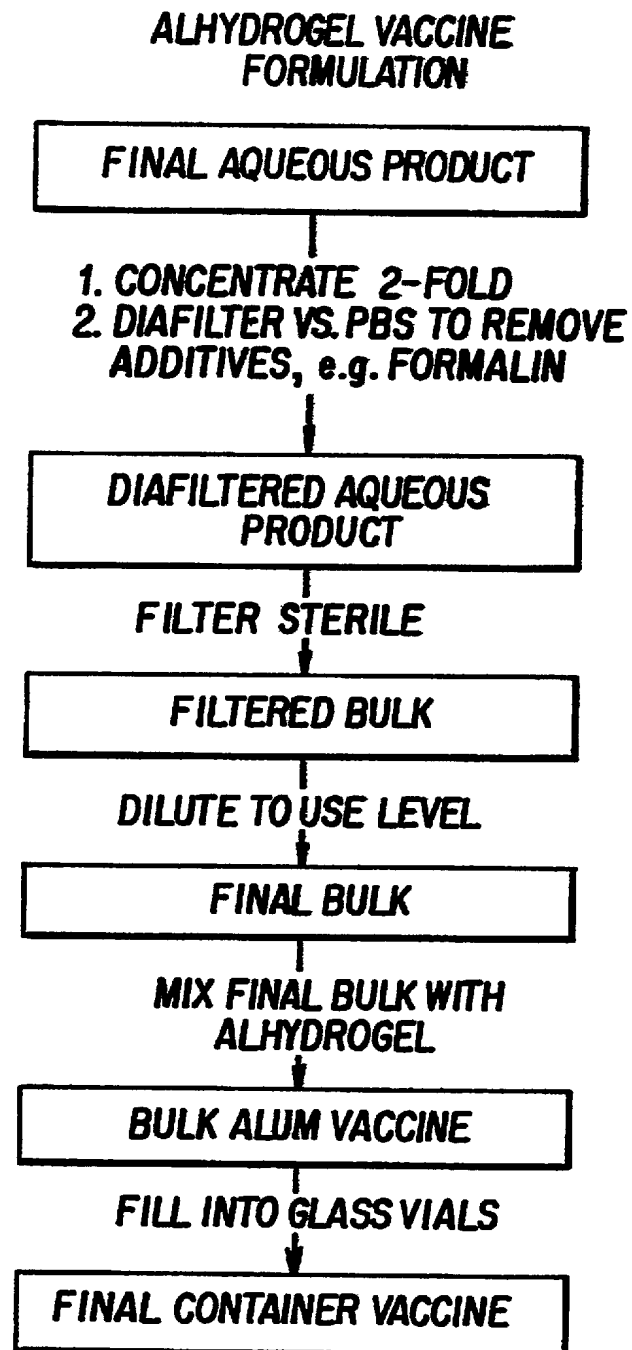 ALHYDROGEL VACCINE
FORMULATION
FINAL AQUEOUS PRODUCT
1. CONCENTRATE 2-FOLD
2. DIAFILTER VS. PBS TO REMOVE
ADDITIVES, e.g. FORMALIN
DIAFILTERED AQUEOUS
PRODUCT
FILTER STERILE
FILTERED BULK
DILUTE TO USE LEVEL
FINAL BULK
MIX FINAL BULK WITH
ALHYDROGEL
BULK ALUM VACCINE
FILL INTO GLASS VIALS
FINAL CONTAINER VACCINE